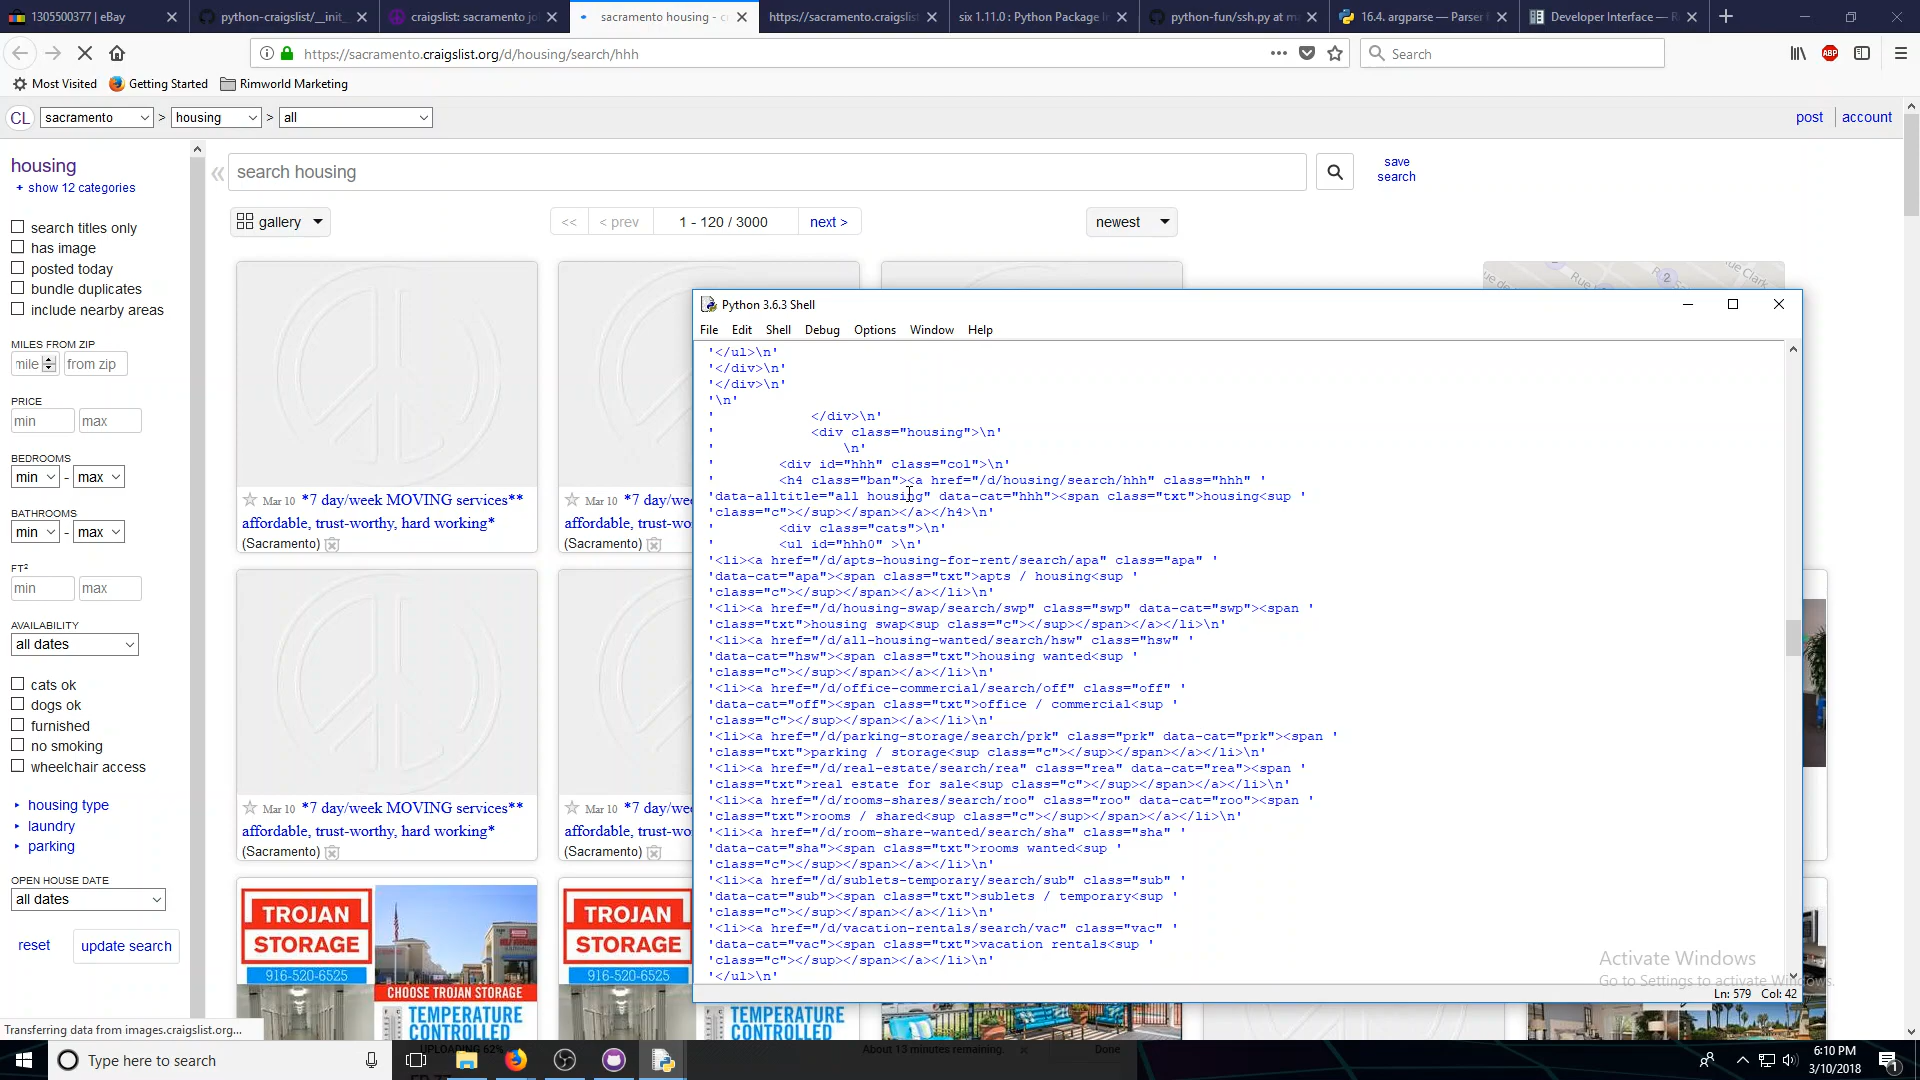 1305500377 | eBay
python-craigslist/__init_
craigslist: sacramento jo
sacramento housing - c
https://sacramento.craigslist
six 1.11.0 : Python Package In
python-fun/ssh.py at m
16.4. argparse — Parser f
Developer Interface — R
https://sacramento.craigslist.org/d/housing/search/hhh
Search
ABP
Most Visited
Getting Started
Rimworld Marketing
CL
sacramento
>
housing
>
all
post
account
housing
+ show 12 categories
search housing
save
search
gallery
<<
< prev
1 - 120 / 3000
next >
newest
search titles only
has image
posted today
bundle duplicates
include nearby areas
MILES FROM ZIP
mile
from zip
PRICE
min
max
BEDROOMS
min
-
max
BATHROOMS
min
-
max
FT²
min
max
AVAILABILITY
all dates
cats ok
dogs ok
furnished
no smoking
wheelchair access
housing type
laundry
parking
OPEN HOUSE DATE
all dates
reset
update search
Mar 10 *7 day/week MOVING services**
affordable, trust-worthy, hard working*
(Sacramento)
Mar 10 *7 day/we
affordable, trust-wo
(Sacramento)
Mar 10 *7 day/week MOVING services**
affordable, trust-worthy, hard working*
(Sacramento)
Mar 10 *7 day/we
affordable, trust-wo
(Sacramento)
TROJAN
STORAGE
916-520-6525
CHOOSE TROJAN STORAGE
TEMPERATURE
CONTROLLED
TROJAN
STORAGE
916-520-6525
TEMPERATURE
CONTROLLED
Rue Clark
2
Python 3.6.3 Shell
File
Edit
Shell
Debug
Options
Window
Help
'</ul>\n'
'</div>\n'
'</div>\n'
'\n'
'            </div>\n'
'            <div class="housing">\n'
'                \n'
'        <div id="hhh" class="col">\n'
'        <h4 class="ban"><a href="/d/housing/search/hhh" class="hhh" '
'data-alltitle="all housing" data-cat="hhh"><span class="txt">housing<sup '
'class="c"></sup></span></a></h4>\n'
'        <div class="cats">\n'
'        <ul id="hhh0" >\n'
'<li><a href="/d/apts-housing-for-rent/search/apa" class="apa" '
'data-cat="apa"><span class="txt">apts / housing<sup '
'class="c"></sup></span></a></li>\n'
'<li><a href="/d/housing-swap/search/swp" class="swp" data-cat="swp"><span '
'class="txt">housing swap<sup class="c"></sup></span></a></li>\n'
'<li><a href="/d/all-housing-wanted/search/hsw" class="hsw" '
'data-cat="hsw"><span class="txt">housing wanted<sup '
'class="c"></sup></span></a></li>\n'
'<li><a href="/d/office-commercial/search/off" class="off" '
'data-cat="off"><span class="txt">office / commercial<sup '
'class="c"></sup></span></a></li>\n'
'<li><a href="/d/parking-storage/search/prk" class="prk" data-cat="prk"><span '
'class="txt">parking / storage<sup class="c"></sup></span></a></li>\n'
'<li><a href="/d/real-estate/search/rea" class="rea" data-cat="rea"><span '
'class="txt">real estate for sale<sup class="c"></sup></span></a></li>\n'
'<li><a href="/d/rooms-shares/search/roo" class="roo" data-cat="roo"><span '
'class="txt">rooms / shared<sup class="c"></sup></span></a></li>\n'
'<li><a href="/d/room-share-wanted/search/sha" class="sha" '
'data-cat="sha"><span class="txt">rooms wanted<sup '
'class="c"></sup></span></a></li>\n'
'<li><a href="/d/sublets-temporary/search/sub" class="sub" '
'data-cat="sub"><span class="txt">sublets / temporary<sup '
'class="c"></sup></span></a></li>\n'
'<li><a href="/d/vacation-rentals/search/vac" class="vac" '
'data-cat="vac"><span class="txt">vacation rentals<sup '
'class="c"></sup></span></a></li>\n'
'</ul>\n'
Ln: 579 Col: 42
Activate Windows
Go to Settings to activate Windows.
Transferring data from images.craigslist.org...
Type here to search
UPLOADING 62%
About 13 minutes remaining.
Done
6:10 PM
3/10/2018
1